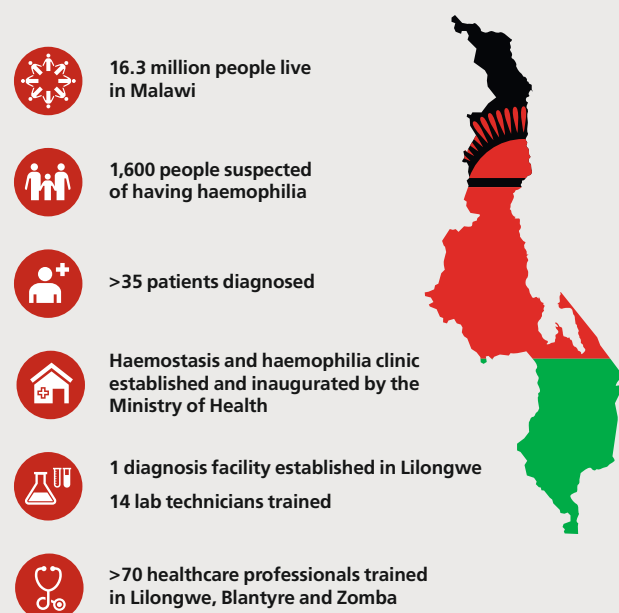 16.3 million people live
in Malawi
1,600 people suspected
of having haemophilia
>35 patients diagnosed
Haemostasis and haemophilia clinic
established and inaugurated by the
Ministry of Health
1 diagnosis facility established in Lilongwe
14 lab technicians trained
>70 healthcare professionals trained
in Lilongwe, Blantyre and Zomba